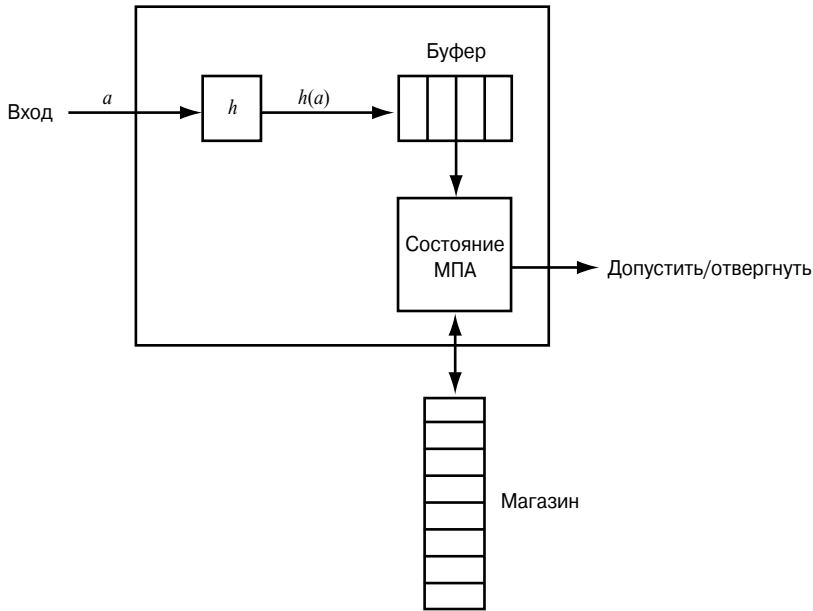 Буфер
Вход
a
h
h(a)
Состояние
МПА
Допустить/отвергнуть
Магазин